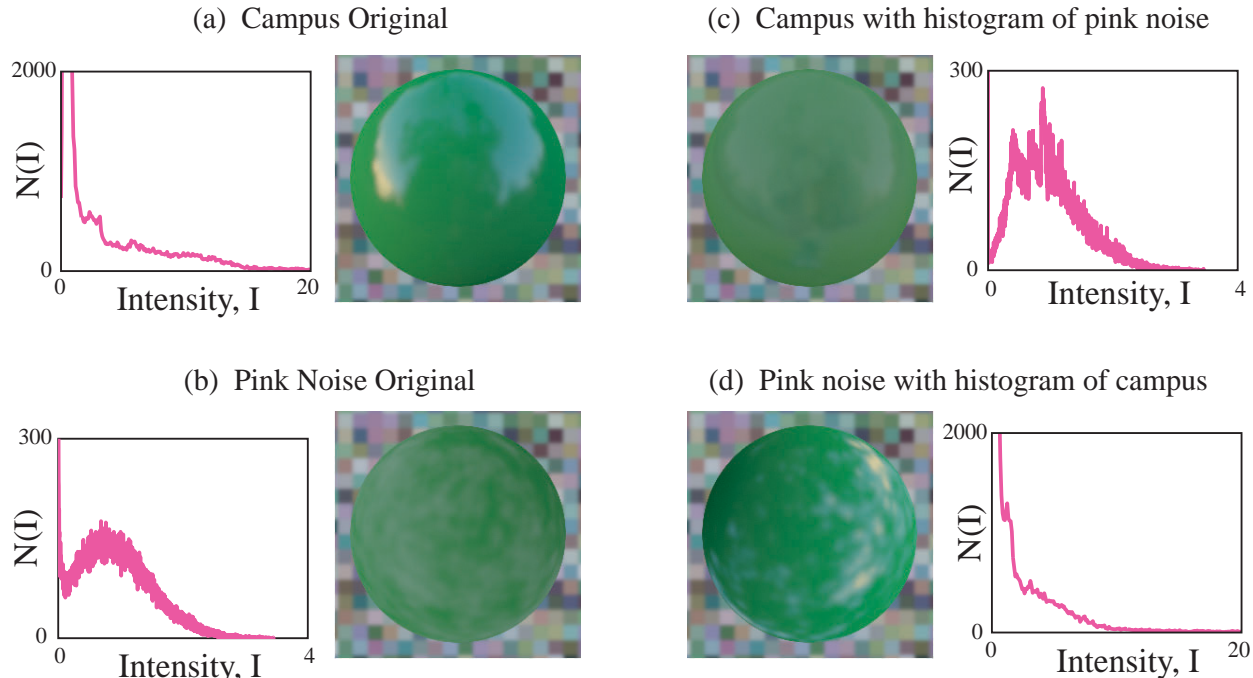 (a) Campus Original
2000
N(I)
0
0
20
Intensity, I
(c) Campus with histogram of pink noise
300
N(I)
0
0
4
Intensity, I
(b) Pink Noise Original
300
N(I)
0
0
4
Intensity, I
(d) Pink noise with histogram of campus
2000
N(I)
0
0
20
Intensity, I